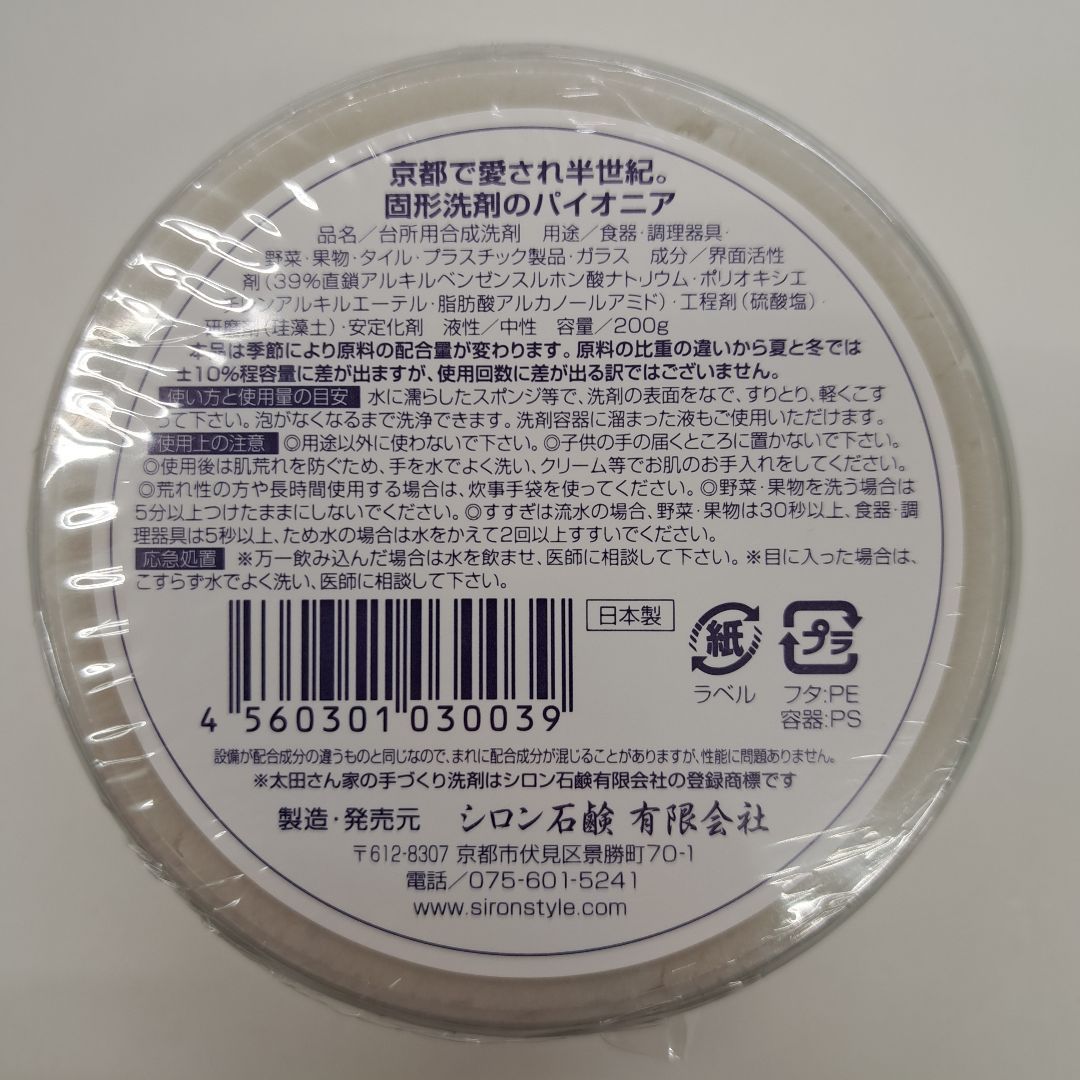 京都で愛され半世紀。
固形洗剤のパイオニア
品名／台所用合成洗剤　用途／食器・調理器具・
野菜・果物・タイル・プラスチック製品・ガラス　成分／界面活性
剤（39%直鎖アルキルベンゼンスルホン酸ナトリウム・ポリオキシエ
チレンアルキルエーテル・脂肪酸アルカノールアミド）・工程剤（硫酸塩）・
研磨剤（珪藻土）・安定化剤　液性／中性　容量／200g
本品は季節により原料の配合量が変わります。原料の比重の違いから夏と冬では
±10%程容量に差が出ますが、使用回数に差が出る訳ではございません。
使い方と使用量の目安　水に濡らしたスポンジ等で、洗剤の表面をなで、すりとり、軽くこす
って下さい。泡がなくなるまで洗浄できます。洗剤容器に溜まった液もご使用いただけます。
使用上の注意　◎用途以外に使わないで下さい。◎子供の手の届くところに置かないで下さい。
◎使用後は肌荒れを防ぐため、手を水でよく洗い、クリーム等でお肌のお手入れをしてください。
◎荒れ性の方や長時間使用する場合は、炊事手袋を使ってください。◎野菜・果物を洗う場合は
5分以上つけたままにしないでください。◎すすぎは流水の場合、野菜・果物は30秒以上、食器・調
理器具は5秒以上、ため水の場合は水をかえて2回以上すすいでください。
応急処置　※万一飲み込んだ場合は水を飲ませ、医師に相談して下さい。※目に入った場合は、
こすらず水でよく洗い、医師に相談して下さい。
日本製
紙
プラ
ラベル
フタ:PE
容器:PS
4 560301 030039
設備が配合成分の違うものと同じなので、まれに配合成分が混じることがありますが、性能に問題ありません。
※太田さん家の手づくり洗剤はシロン石鹸有限会社の登録商標です
製造・発売元　シロン石鹸 有限会社
〒612-8307 京都市伏見区景勝町70-1
電話／075-601-5241
www.sironstyle.com